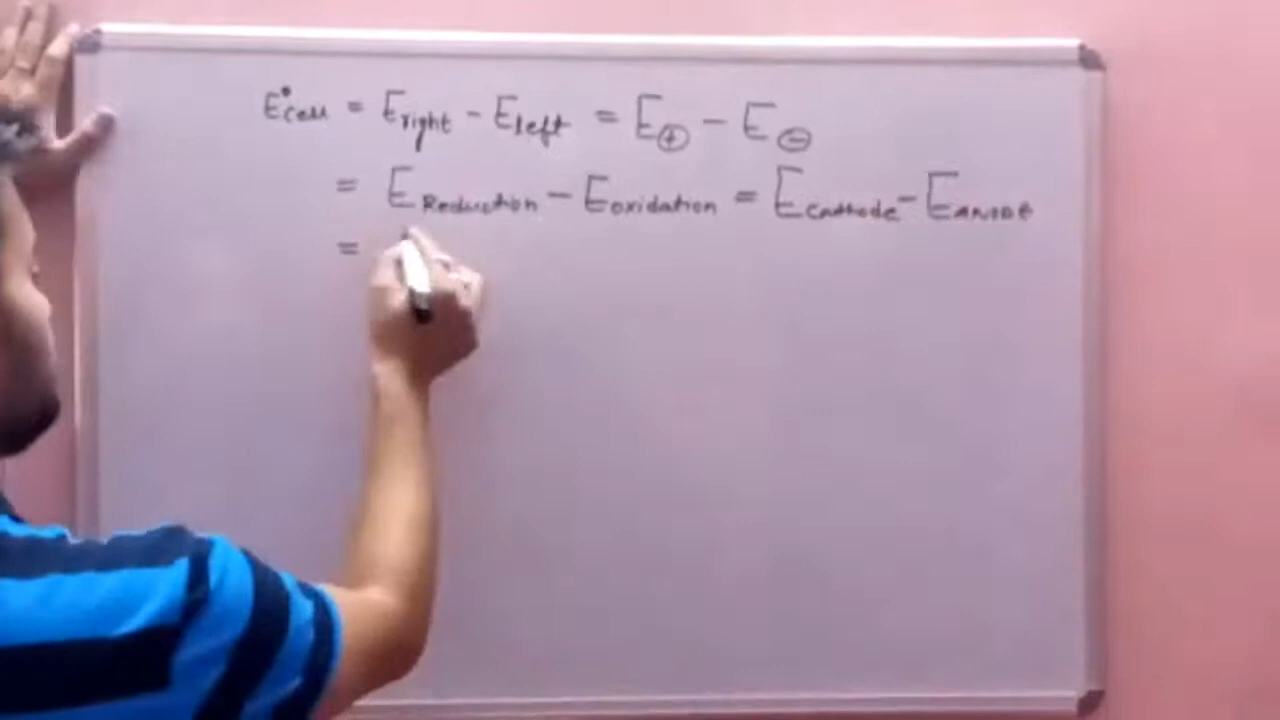 E°cell = Eright - Eleft = E⊕ - E⊖
= EReduction - Eoxidation = Ecathode - EANODE
=